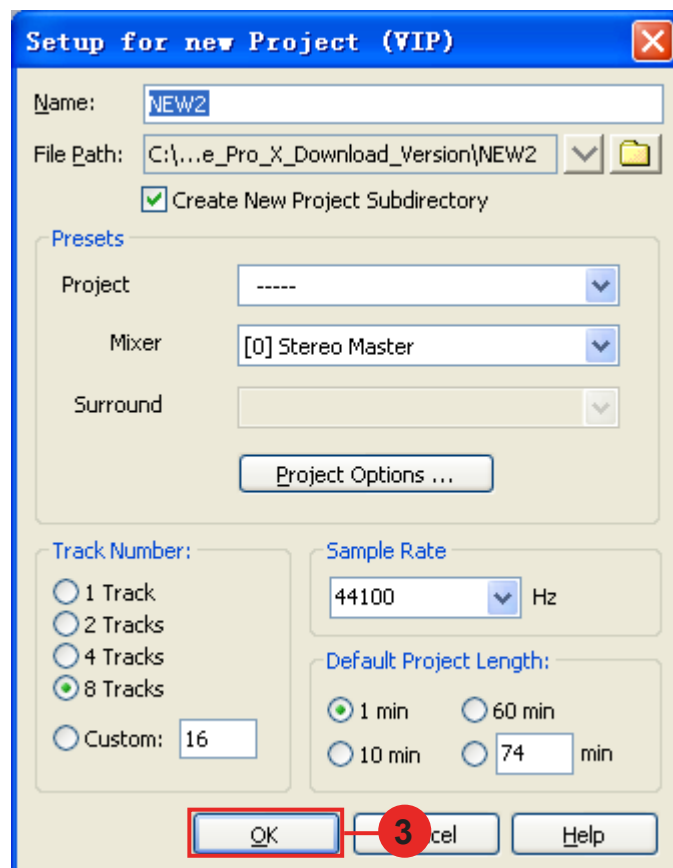 Setup for new Project (VIP)
Name: NEW2
File Path: C:\...e_Pro_X_Download_Version\NEW2
Create New Project Subdirectory
Presets
Project -----
Mixer [0] Stereo Master
Surround
Project Options ...
Track Number:
1 Track
2 Tracks
4 Tracks
8 Tracks
Custom: 16
Sample Rate
44100 Hz
Default Project Length:
1 min 60 min
10 min 74 min
OK 3 cel Help